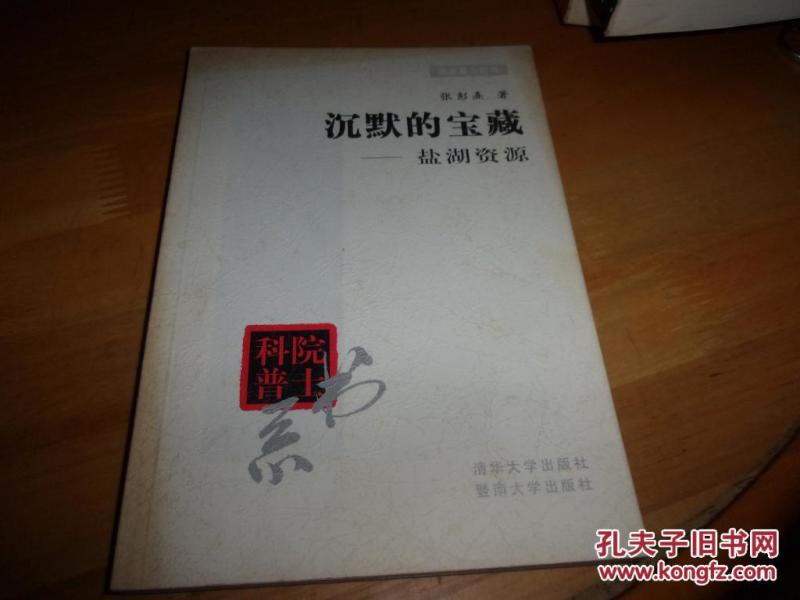 张彭熹 著
沉默的宝藏
—— 盐湖资源
院士
科普
书系
清华大学出版社
暨南大学出版社
孔夫子旧书网
www.kongfz.com